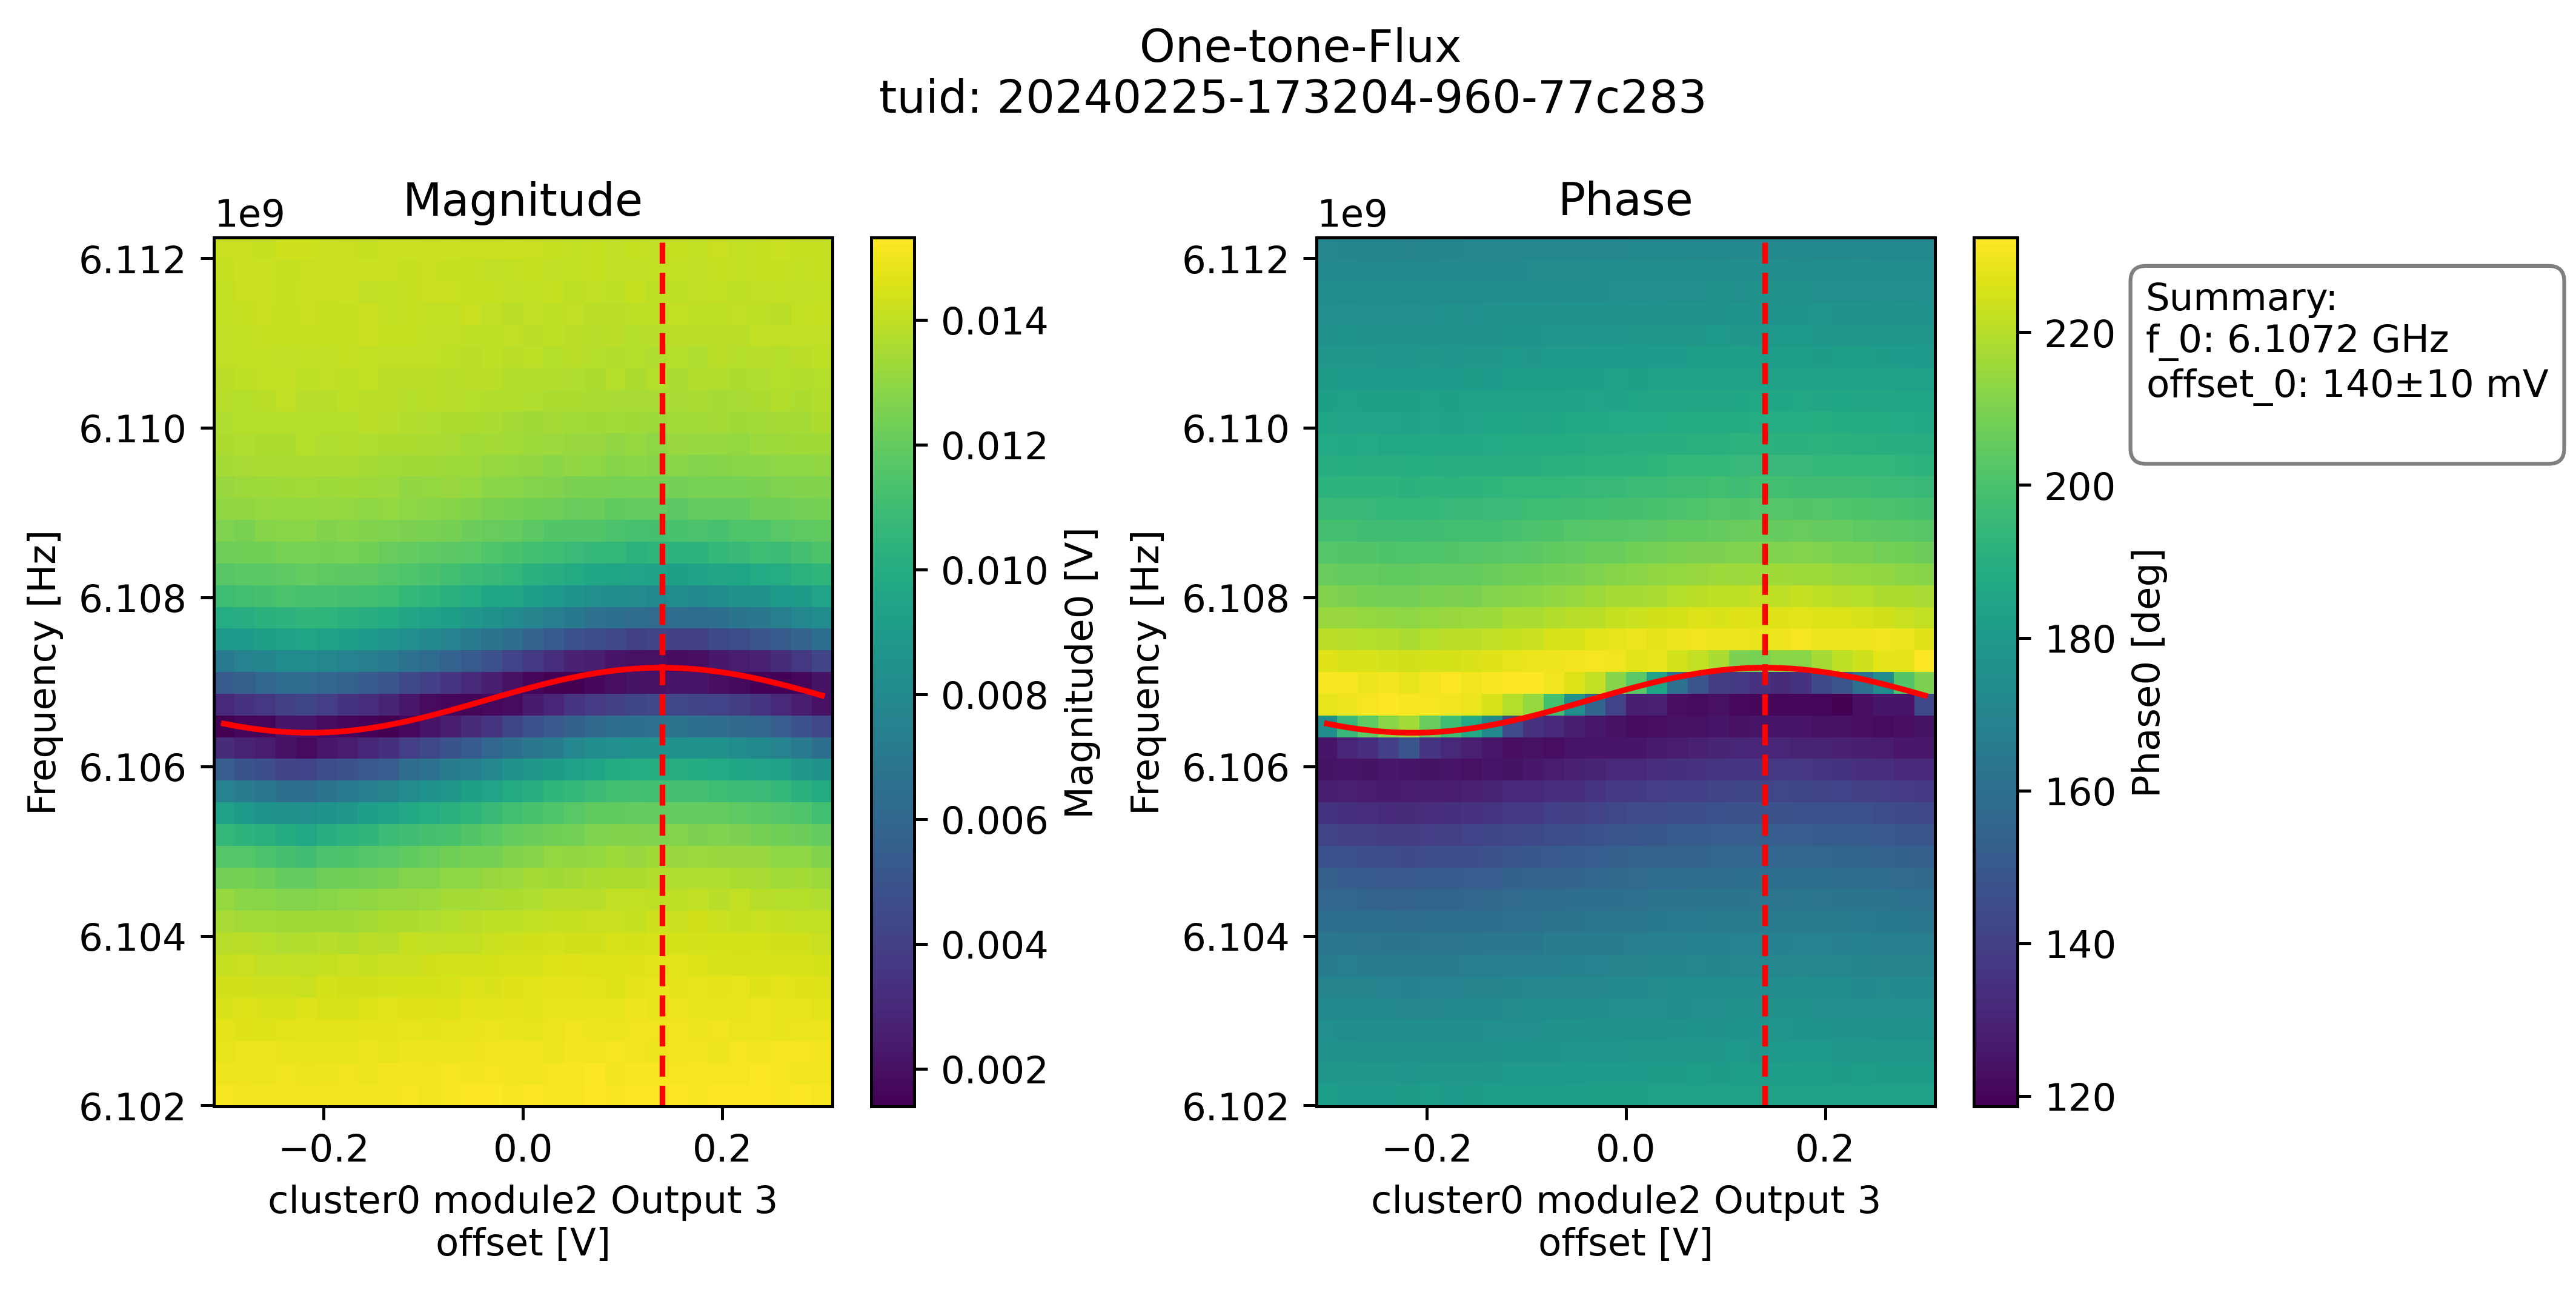 One-tone-Flux
tuid: 20240225-173204-960-77c283
Magnitude
1e9
6.112
6.110
6.108
6.106
6.104
6.102
Frequency [Hz]
−0.2
0.0
0.2
cluster0 module2 Output 3
offset [V]
0.014
0.012
0.010
0.008
0.006
0.004
0.002
Magnitude0 [V]
Phase
1e9
6.112
6.110
6.108
6.106
6.104
6.102
Frequency [Hz]
−0.2
0.0
0.2
cluster0 module2 Output 3
offset [V]
220
200
180
160
140
120
Phase0 [deg]
Summary:
f_0: 6.1072 GHz
offset_0: 140±10 mV